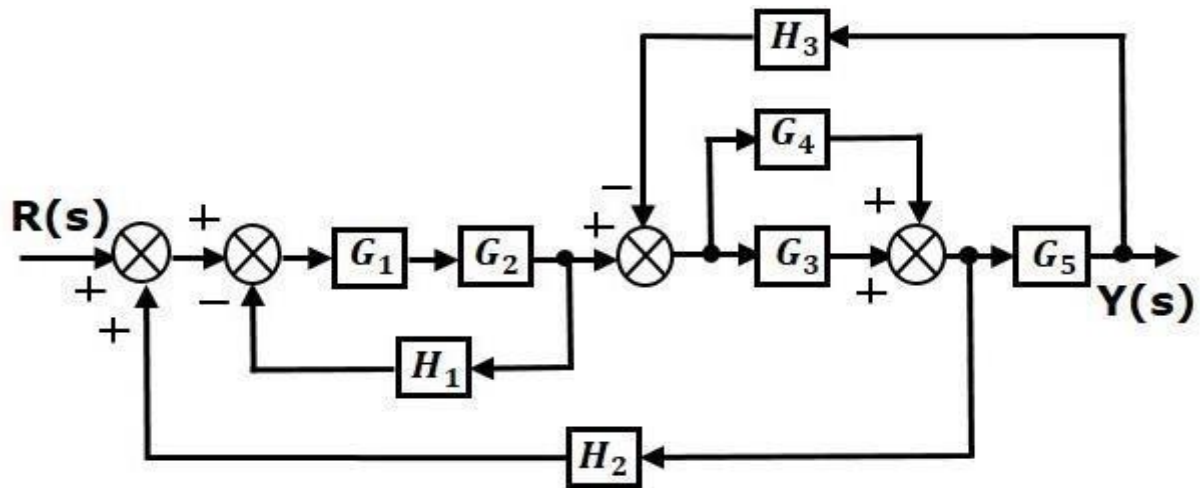 H₃
G₄
−
R(s)
+
+
+
G₁
G₂
G₃
G₅
+
−
+
+
Y(s)
H₁
H₂